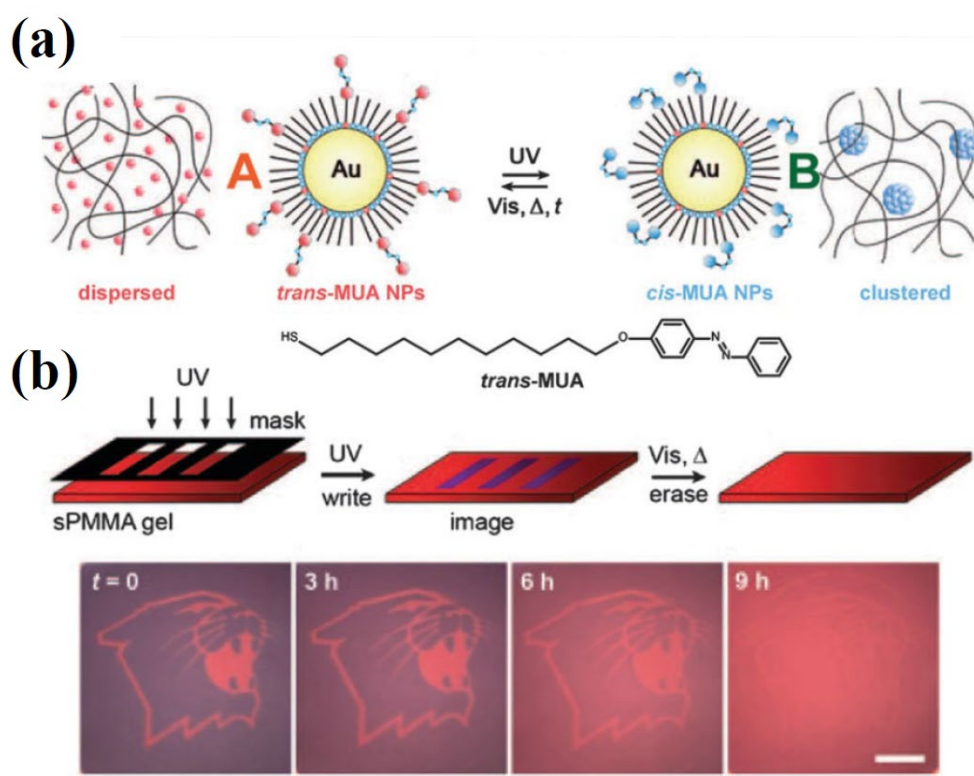 (a)
A
Au
UV
Vis, Δ, t
Au
B
dispersed
trans-MUA NPs
cis-MUA NPs
clustered
HS
O
N
N
trans-MUA
(b)
UV
mask
sPMMA gel
UV
write
image
Vis, Δ
erase
t = 0
3 h
6 h
9 h